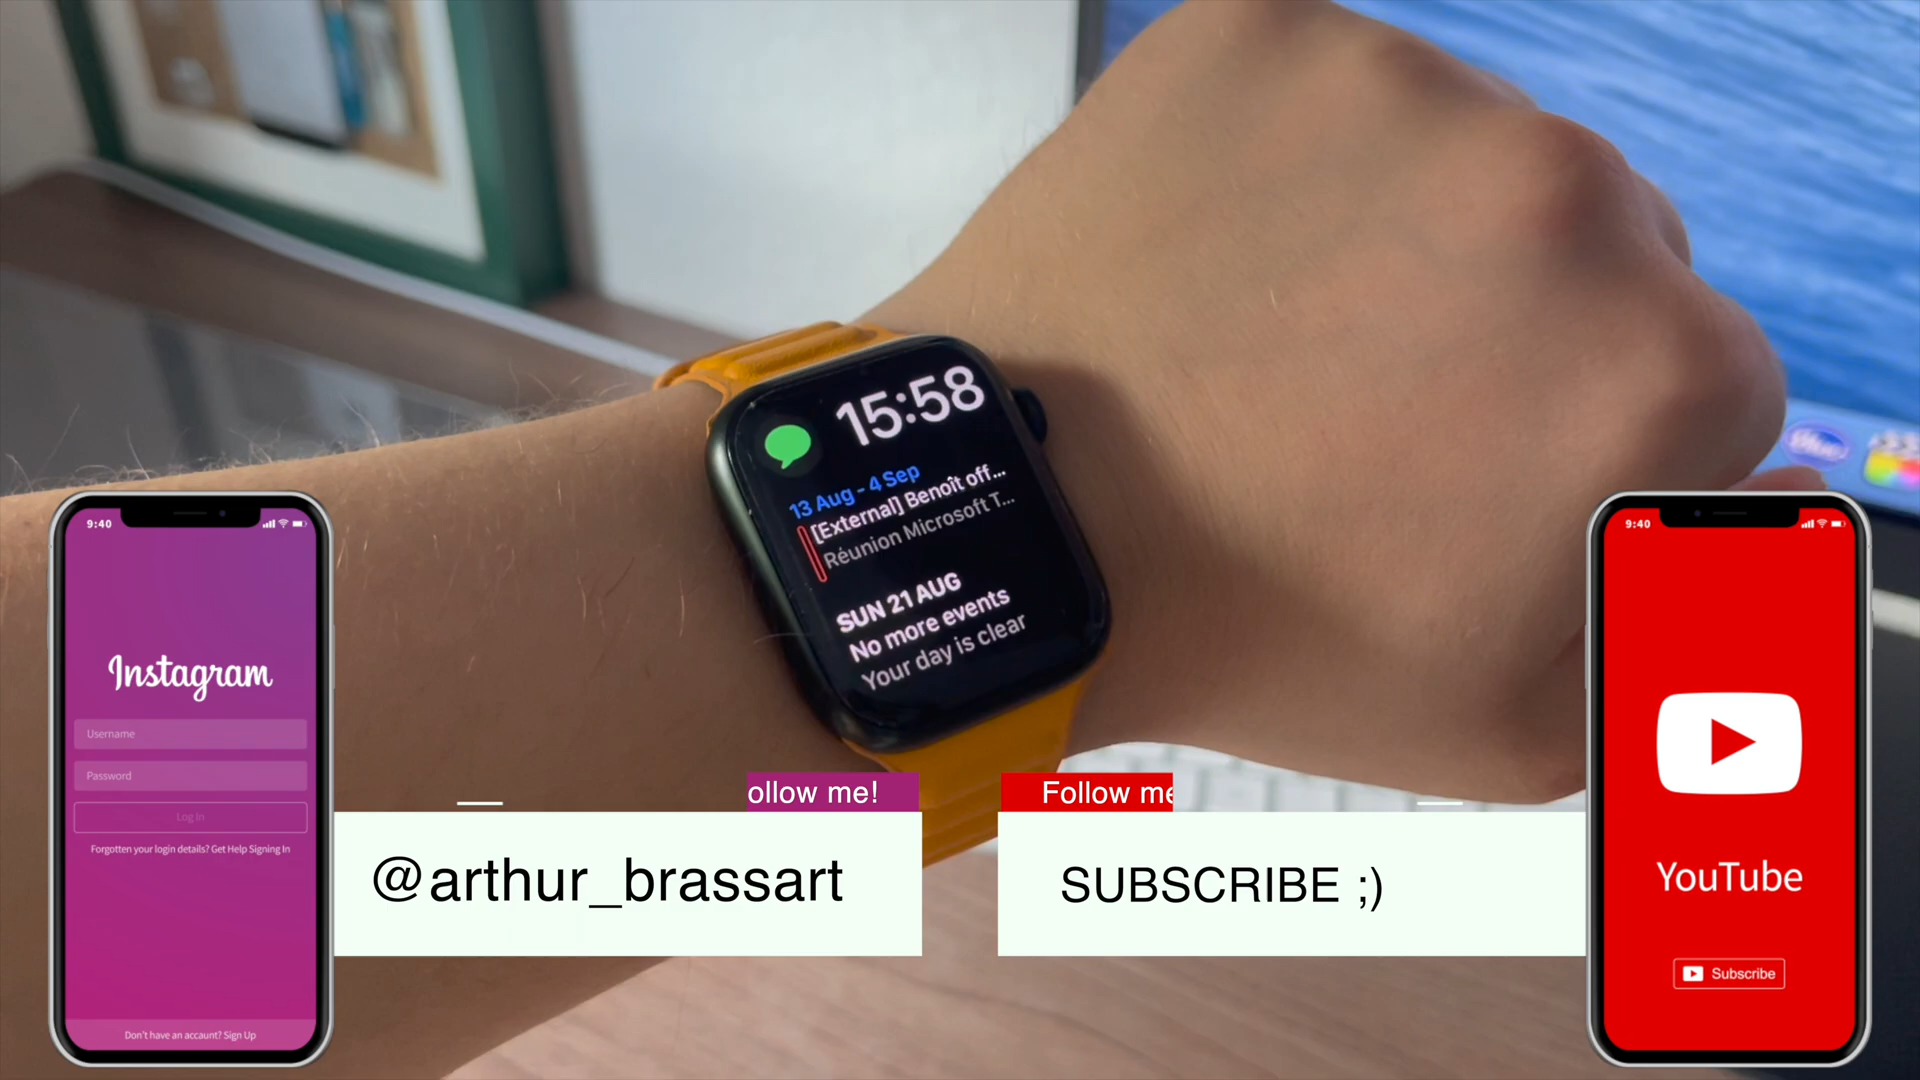 15:58
13 Aug - 4 Sep
[External] Benoît off...
Réunion Microsoft T...
SUN 21 AUG
No more events
Your day is clear
9:40
Instagram
Username
Password
Log In
Forgotten your login details? Get Help Signing In
Don't have an accaunt? Sign Up
ollow me!
@arthur_brassart
Follow me
SUBSCRIBE ;)
9:40
YouTube
Subscribe